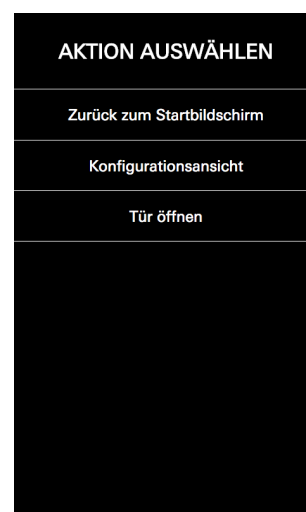 AKTION AUSWÄHLEN
Zurück zum Startbildschirm
Konfigurationsansicht
Tür öffnen